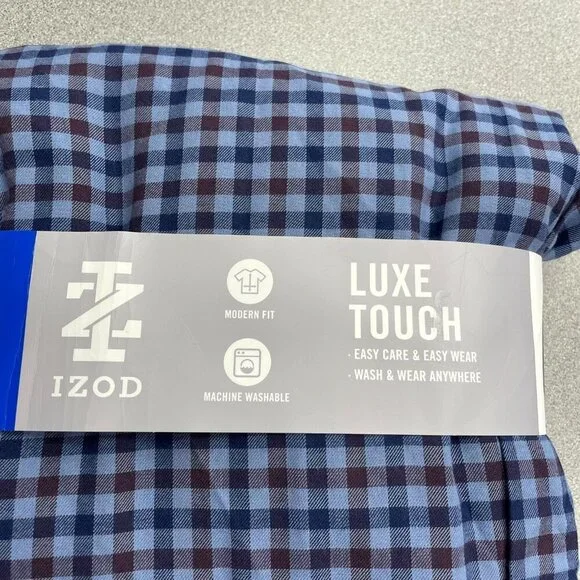 IZOD
MODERN FIT
MACHINE WASHABLE
LUXE
TOUCH
· EASY CARE & EASY WEAR
· WASH & WEAR ANYWHERE